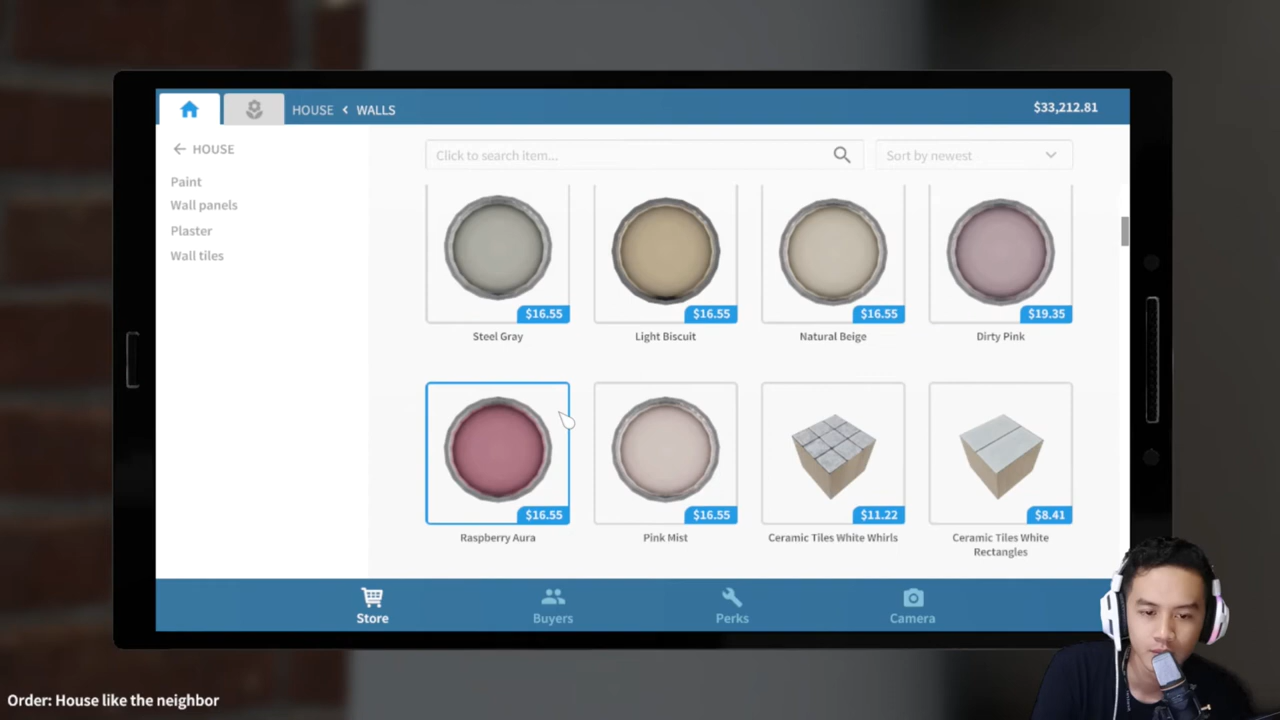 HOUSE < WALLS
$33,212.81
HOUSE
Click to search item...
Sort by newest
Paint
Wall panels
Plaster
Wall tiles
$16.55
$16.55
$16.55
$19.35
Steel Gray
Light Biscuit
Natural Beige
Dirty Pink
$16.55
$16.55
$11.22
$8.41
Raspberry Aura
Pink Mist
Ceramic Tiles White Whirls
Ceramic Tiles White
Rectangles
Store
Buyers
Perks
Camera
Order: House like the neighbor